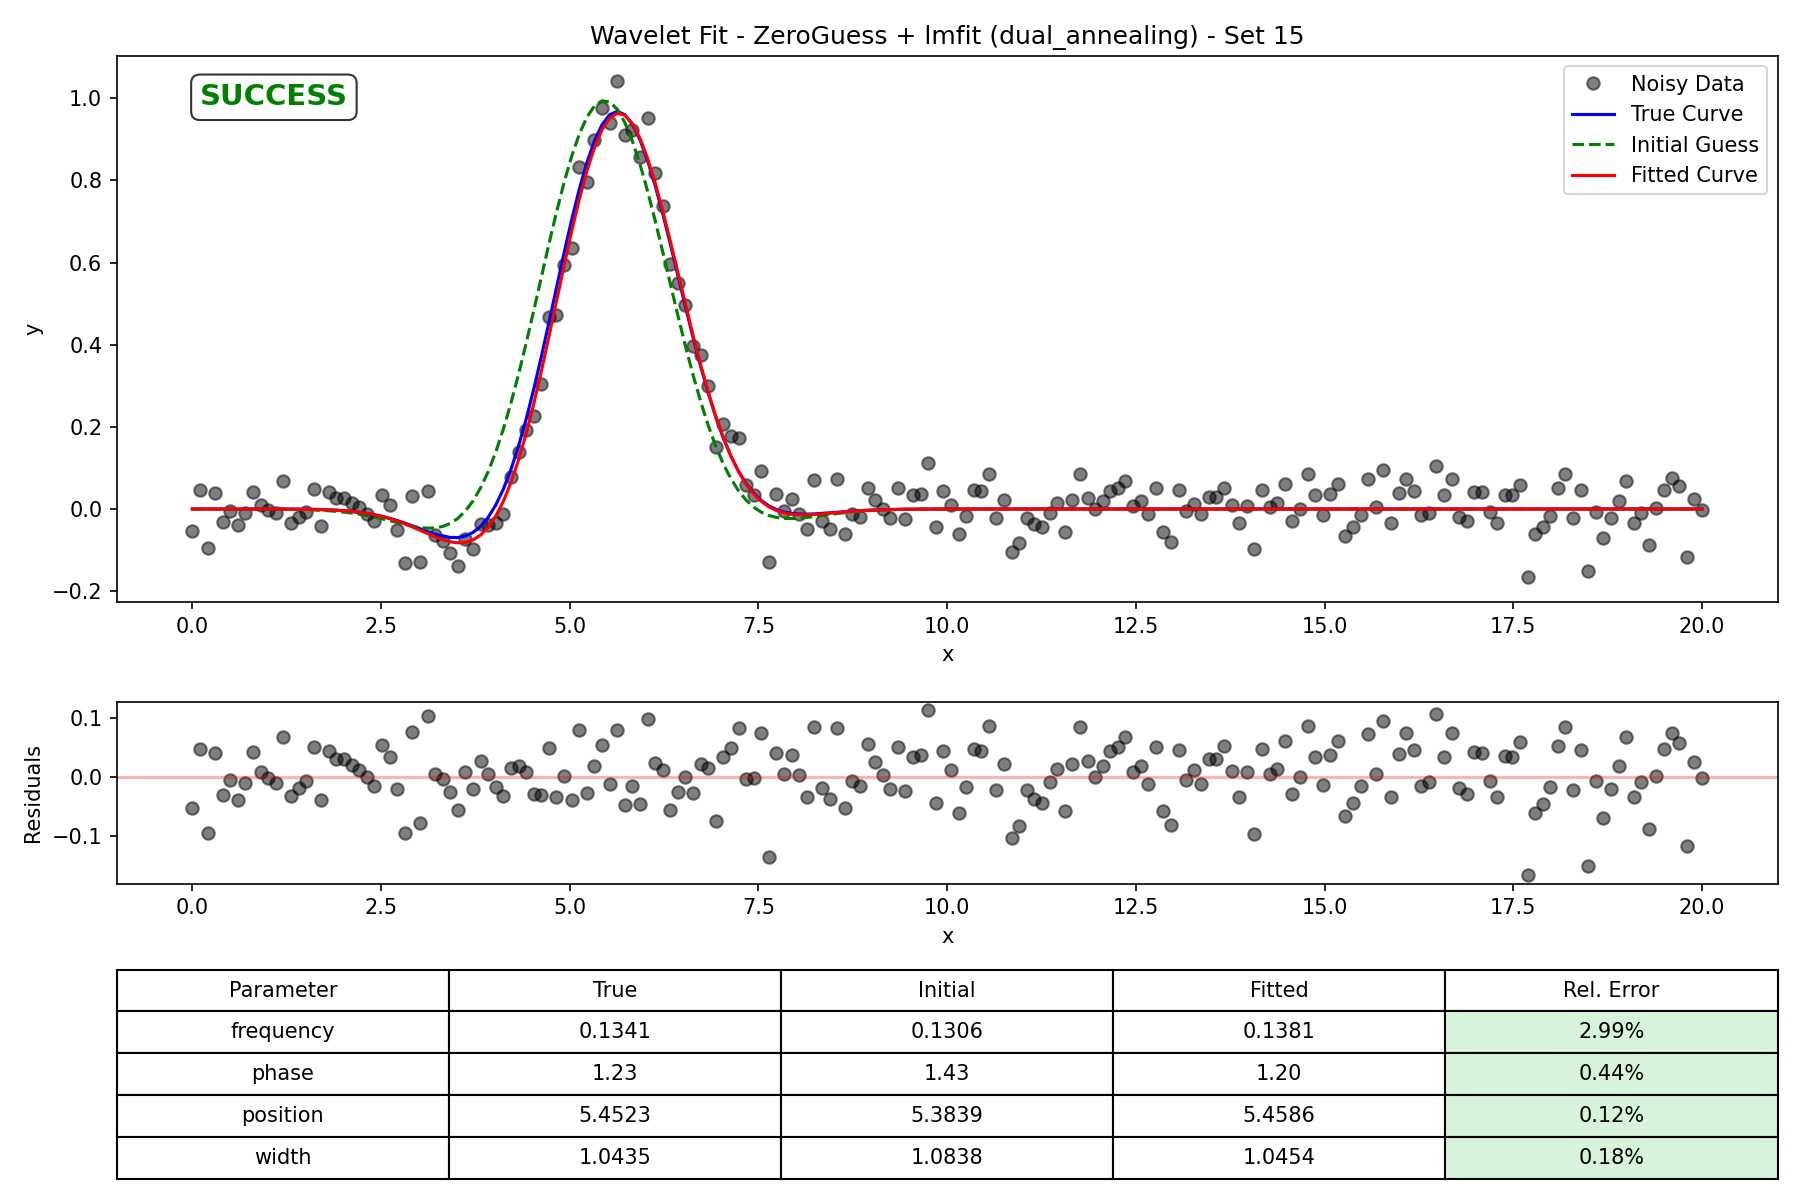 Wavelet Fit - ZeroGuess + lmfit (dual_annealing) - Set 15
SUCCESS
Noisy Data
True Curve
Initial Guess
Fitted Curve
y
1.0
0.8
0.6
0.4
0.2
0.0
−0.2
0.0 2.5 5.0 7.5 10.0 12.5 15.0 17.5 20.0
x
Residuals
0.1
0.0
−0.1
0.0 2.5 5.0 7.5 10.0 12.5 15.0 17.5 20.0
x
Parameter True Initial Fitted Rel. Error
frequency 0.1341 0.1306 0.1381 2.99%
phase 1.23 1.43 1.20 0.44%
position 5.4523 5.3839 5.4586 0.12%
width 1.0435 1.0838 1.0454 0.18%